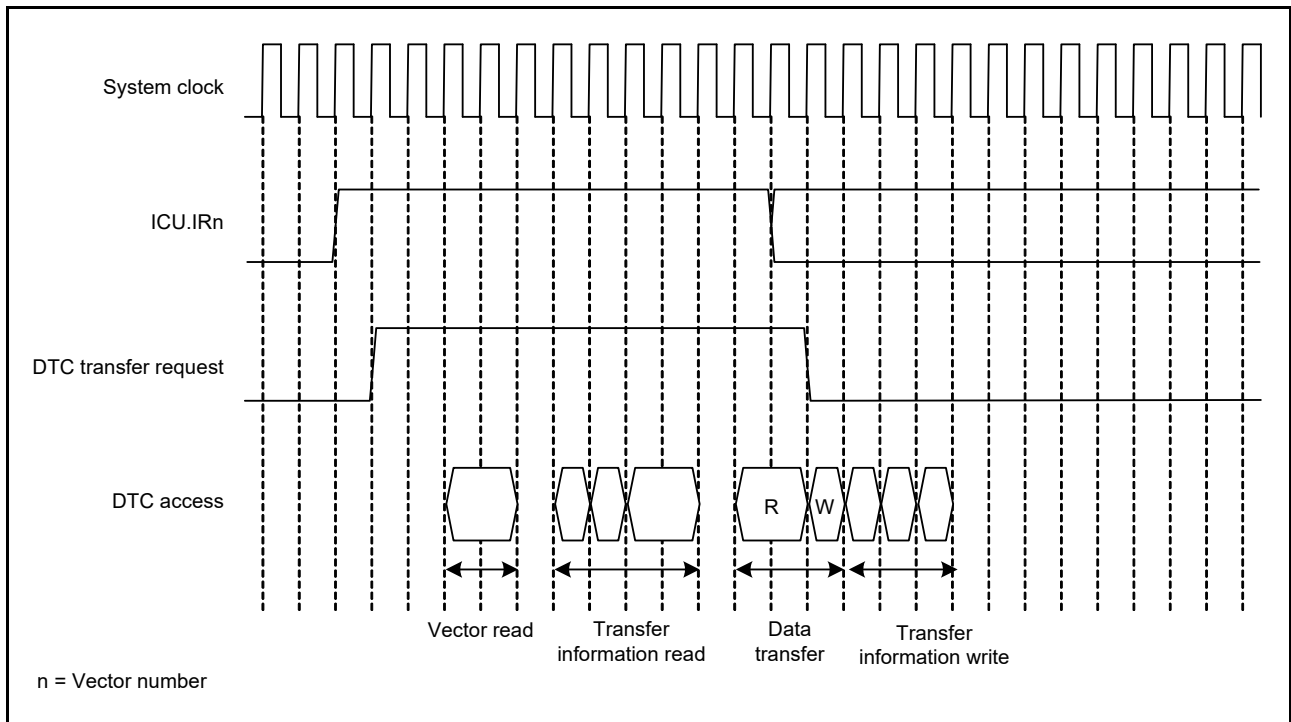 System clock
ICU.IRn
DTC transfer request
DTC access
R
W
Vector read
Transfer
information read
Data
transfer
Transfer
information write
n = Vector number